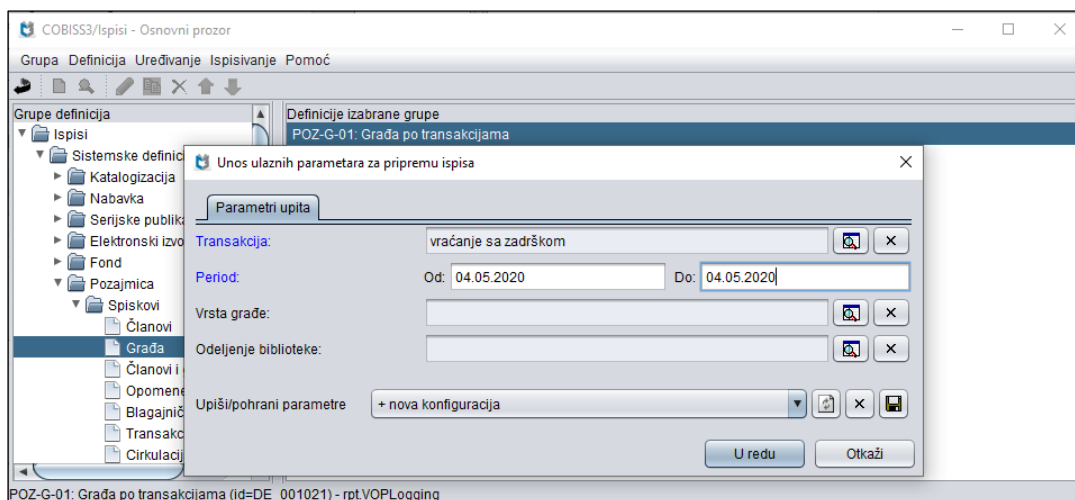 COBISS3/Ispisi - Osnovni prozor
Grupa Definicija Uređivanje Ispisivanje Pomoć
Grupe definicija
Definicije izabrane grupe
Ispisi
POZ-G-01: Građa po transakcijama
Sistemske definic
Katalogizacija
Nabavka
Serijske publika
Elektronski izvo
Fond
Pozajmica
Spiskovi
Članovi
Građa
Članovi i
Opomene
Blagajnič
Transakc
Cirkulacij
Unos ulaznih parametara za pripremu ispisa
Parametri upita
Transakcija: vraćanje sa zadrškom
Period: Od: 04.05.2020 Do: 04.05.2020
Vrsta građe:
Odeljenje biblioteke:
Upiši/pohrani parametre + nova konfiguracija
U redu Otkaži
POZ-G-01: Građa po transakcijama (id=DE_001021) - rpt.VOPLogging